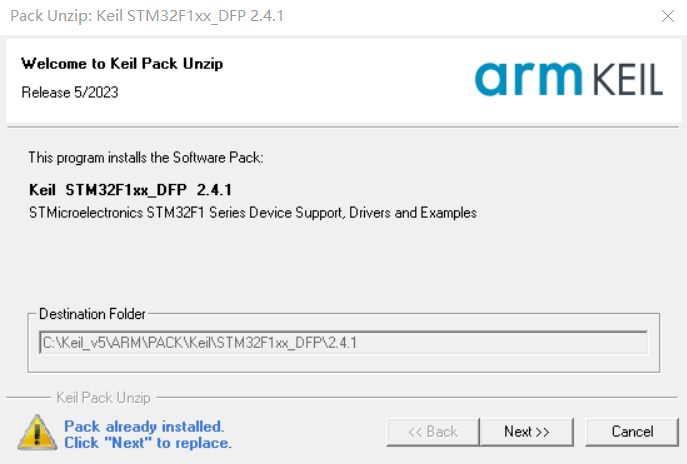 Pack Unzip: Keil STM32F1xx_DFP 2.4.1
Welcome to Keil Pack Unzip
Release 5/2023
arm KEIL
This program installs the Software Pack:
Keil STM32F1xx_DFP 2.4.1
STMicroelectronics STM32F1 Series Device Support, Drivers and Examples
Destination Folder
C:\Keil_v5\ARM\PACK\Keil\STM32F1xx_DFP\2.4.1
Keil Pack Unzip
Pack already installed.
Click "Next" to replace.
<< Back
Next >>
Cancel